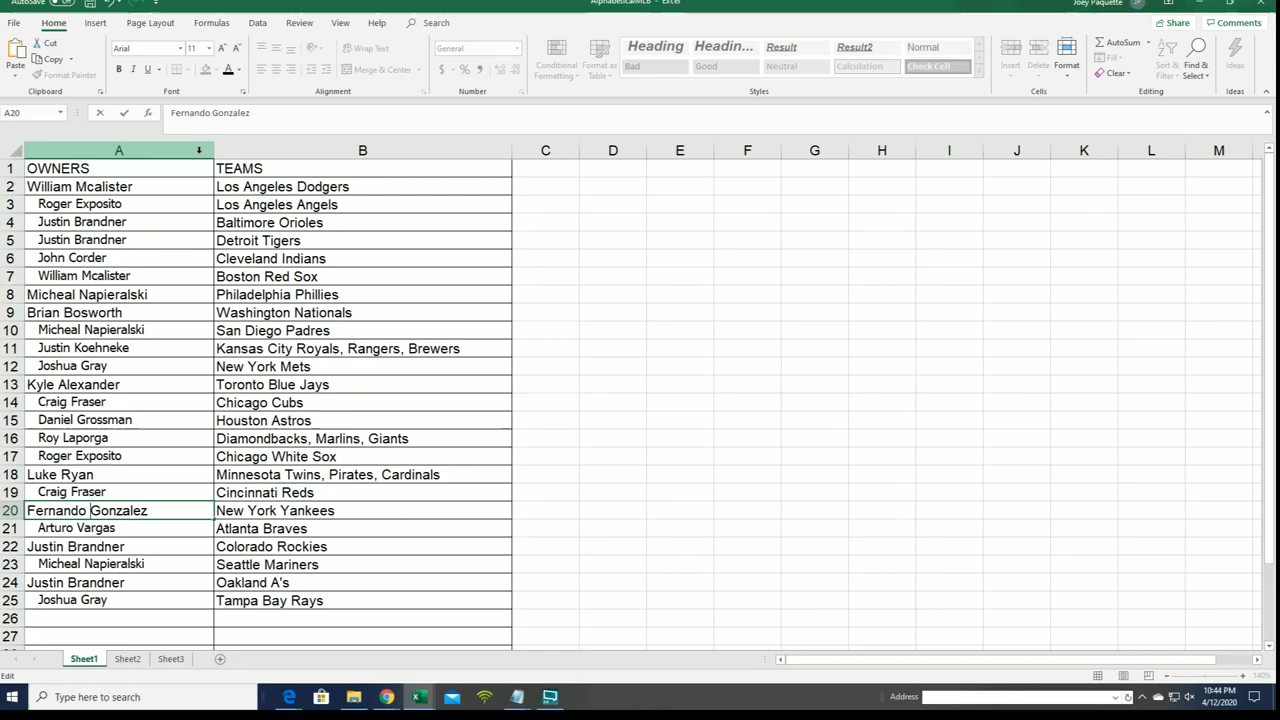 AutoSave Off AlphabeticalMLB - Excel Joey Paquette JP
File Home Insert Page Layout Formulas Data Review View Help Search Share Comments
Paste Cut Copy Format Painter Clipboard
Arial 11 A A B I U A Font
Wrap Text Merge & Center Alignment
General $ % , Number
Conditional Formatting Format as Table Heading Headin... Result Result2 Normal
Bad Good Neutral Calculation Check Cell Styles
Insert Delete Format Cells
AutoSum Fill Clear Sort & Filter Find & Select Editing
Ideas Ideas
A20 fx Fernando Gonzalez
A B C D E F G H I J K L M
1 OWNERS TEAMS
2 William Mcalister Los Angeles Dodgers
3 Roger Exposito Los Angeles Angels
4 Justin Brandner Baltimore Orioles
5 Justin Brandner Detroit Tigers
6 John Corder Cleveland Indians
7 William Mcalister Boston Red Sox
8 Micheal Napieralski Philadelphia Phillies
9 Brian Bosworth Washington Nationals
10 Micheal Napieralski San Diego Padres
11 Justin Koehneke Kansas City Royals, Rangers, Brewers
12 Joshua Gray New York Mets
13 Kyle Alexander Toronto Blue Jays
14 Craig Fraser Chicago Cubs
15 Daniel Grossman Houston Astros
16 Roy Laporga Diamondbacks, Marlins, Giants
17 Roger Exposito Chicago White Sox
18 Luke Ryan Minnesota Twins, Pirates, Cardinals
19 Craig Fraser Cincinnati Reds
20 Fernando Gonzalez New York Yankees
21 Arturo Vargas Atlanta Braves
22 Justin Brandner Colorado Rockies
23 Micheal Napieralski Seattle Mariners
24 Justin Brandner Oakland A's
25 Joshua Gray Tampa Bay Rays
26
27
Sheet1 Sheet2 Sheet3
Edit 140%
Type here to search Address 10:44 PM
4/12/2020